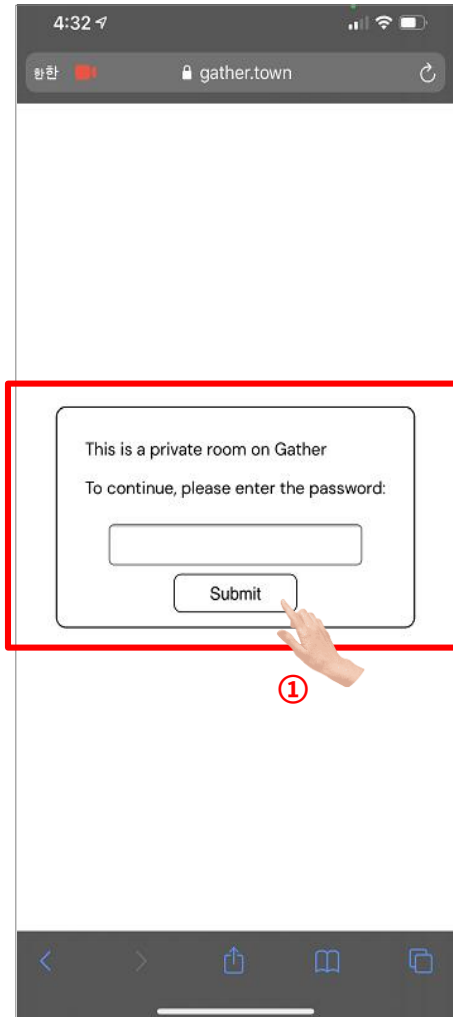 4:32
한한 gather.town
This is a private room on Gather
To continue, please enter the password:
Submit
①